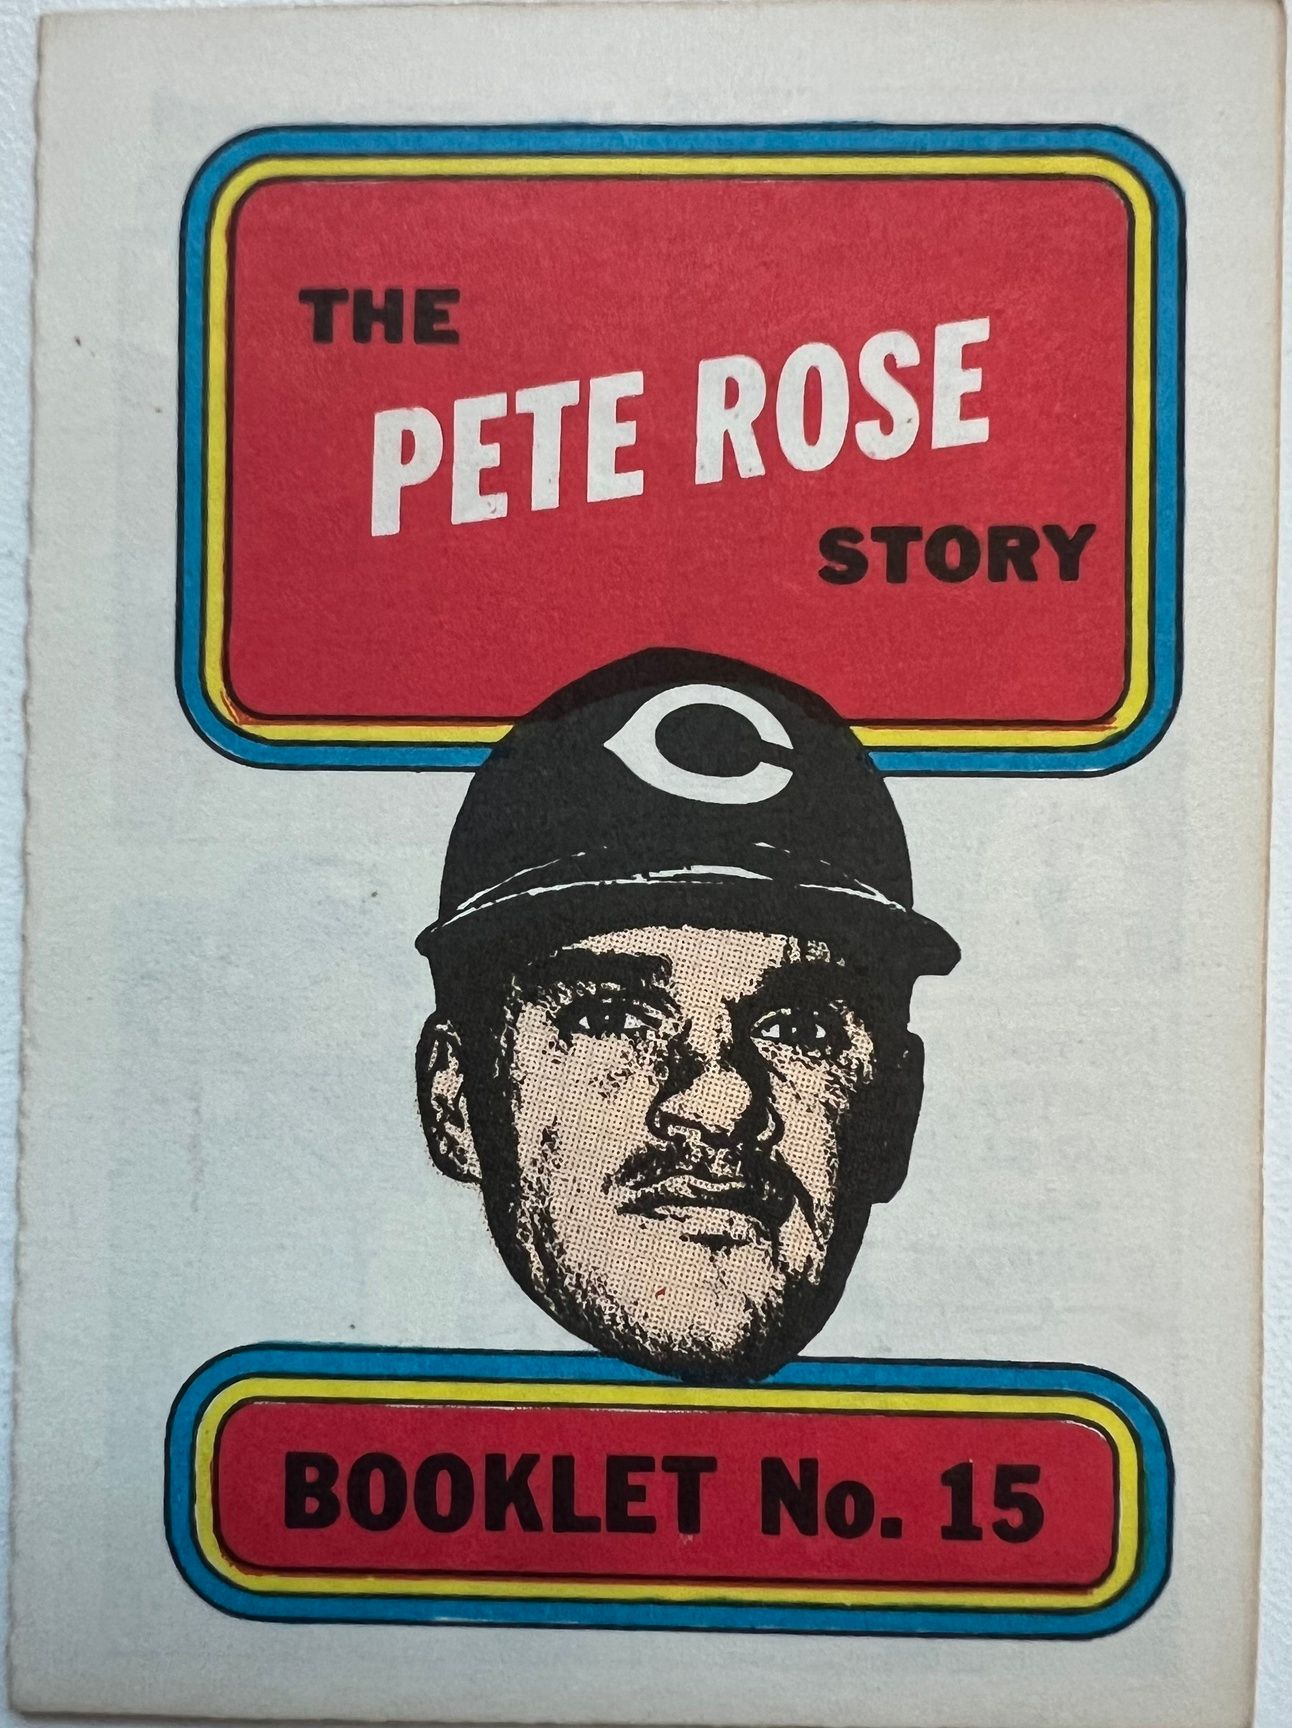 THE
PETE ROSE
STORY
C
BOOKLET No. 15